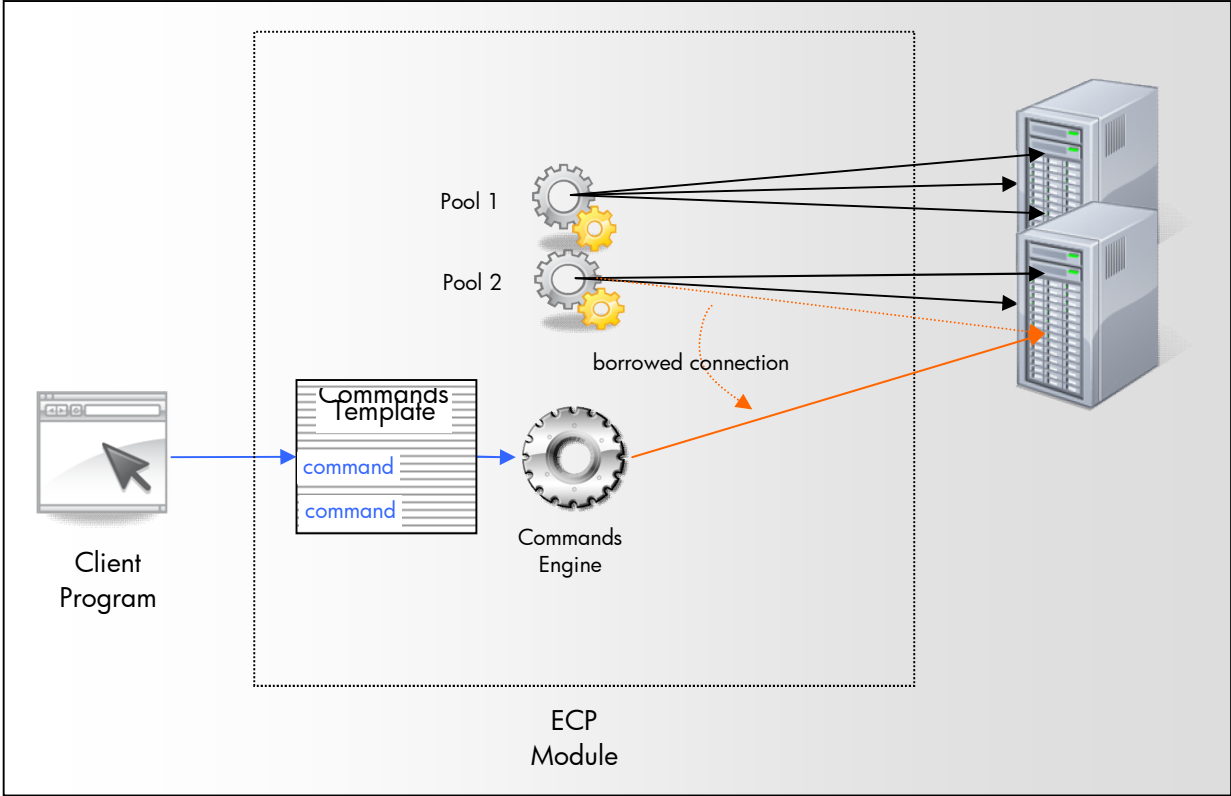 Pool 1
Pool 2
borrowed connection
Commands
Template
command
command
Commands
Engine
Client
Program
ECP
Module